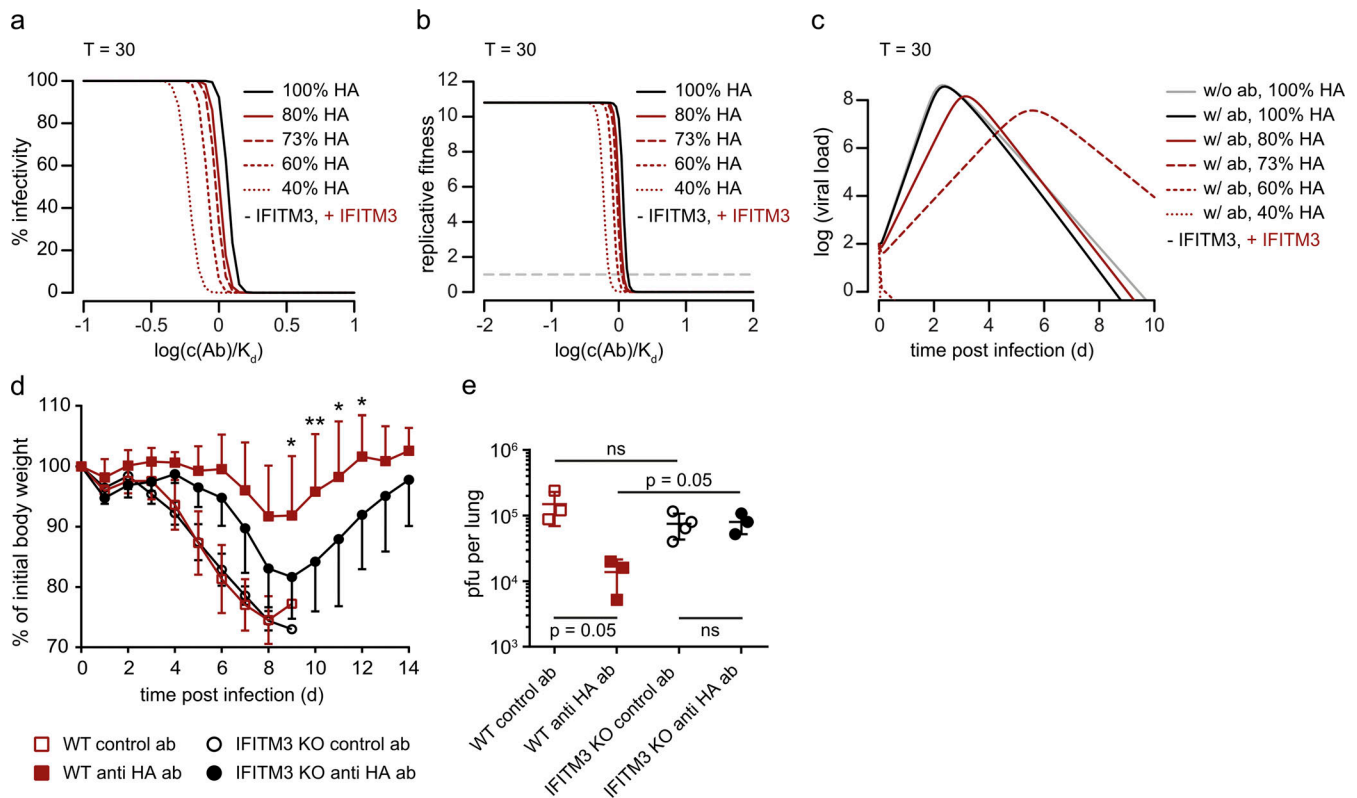 a
T = 30
% infectivity
100
80
60
40
20
0
-1
-0.5
0
0.5
1
log(c(Ab)/Kd)
100% HA
80% HA
73% HA
60% HA
40% HA
- IFITM3, + IFITM3
b
T = 30
replicative fitness
12
10
8
6
4
2
0
-2
-1
0
1
2
log(c(Ab)/Kd)
100% HA
80% HA
73% HA
60% HA
40% HA
- IFITM3, + IFITM3
c
T = 30
log (viral load)
8
6
4
2
0
0
2
4
6
8
10
time post infection (d)
w/o ab, 100% HA
w/ ab, 100% HA
w/ ab, 80% HA
w/ ab, 73% HA
w/ ab, 60% HA
w/ ab, 40% HA
- IFITM3, + IFITM3
d
% of initial body weight
110
100
90
80
70
* ** * *
0 2 4 6 8 10 12 14
time post infection (d)
WT control ab
IFITM3 KO control ab
WT anti HA ab
IFITM3 KO anti HA ab
e
pfu per lung
10⁶
10⁵
10⁴
10³
ns
p = 0.05
p = 0.05
ns
WT control ab
WT anti HA ab
IFITM3 KO control ab
IFITM3 KO anti HA ab